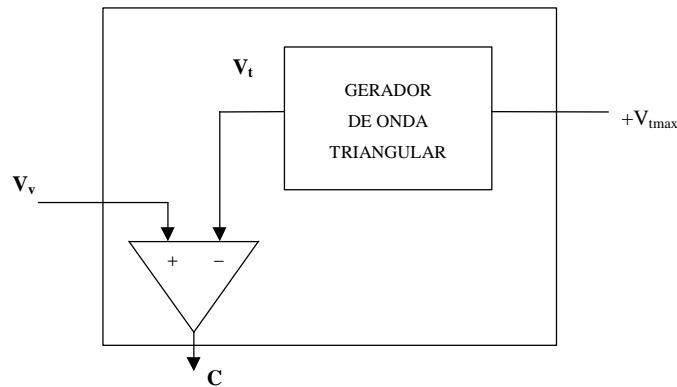 V_t
GERADOR
DE ONDA
TRIANGULAR
+V_tmax
V_v
+ −
C